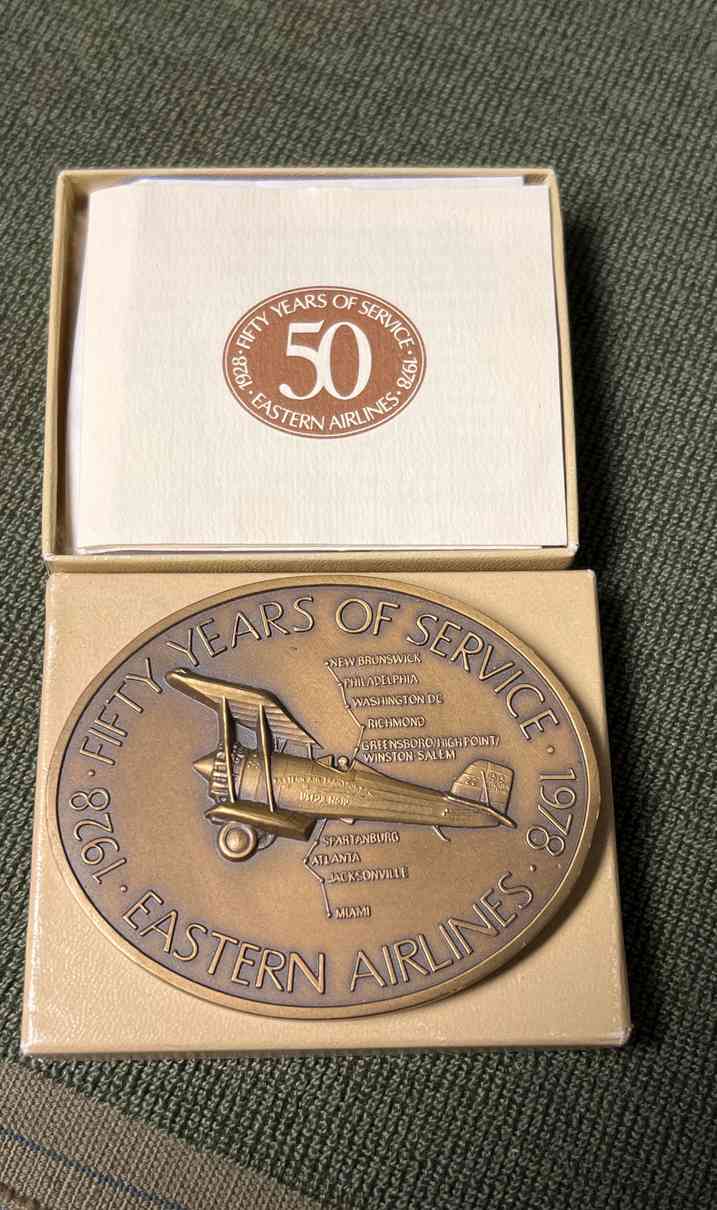 · FIFTY YEARS OF SERVICE ·
50
1928
1978
· EASTERN AIRLINES ·
· FIFTY YEARS OF SERVICE ·
NEW BRUNSWICK
PHILADELPHIA
WASHINGTON DC
RICHMOND
GREENSBORO/HIGH POINT/
WINSTON-SALEM
SPARTANBURG
ATLANTA
JACKSONVILLE
MIAMI
1928
1978
· EASTERN AIRLINES ·